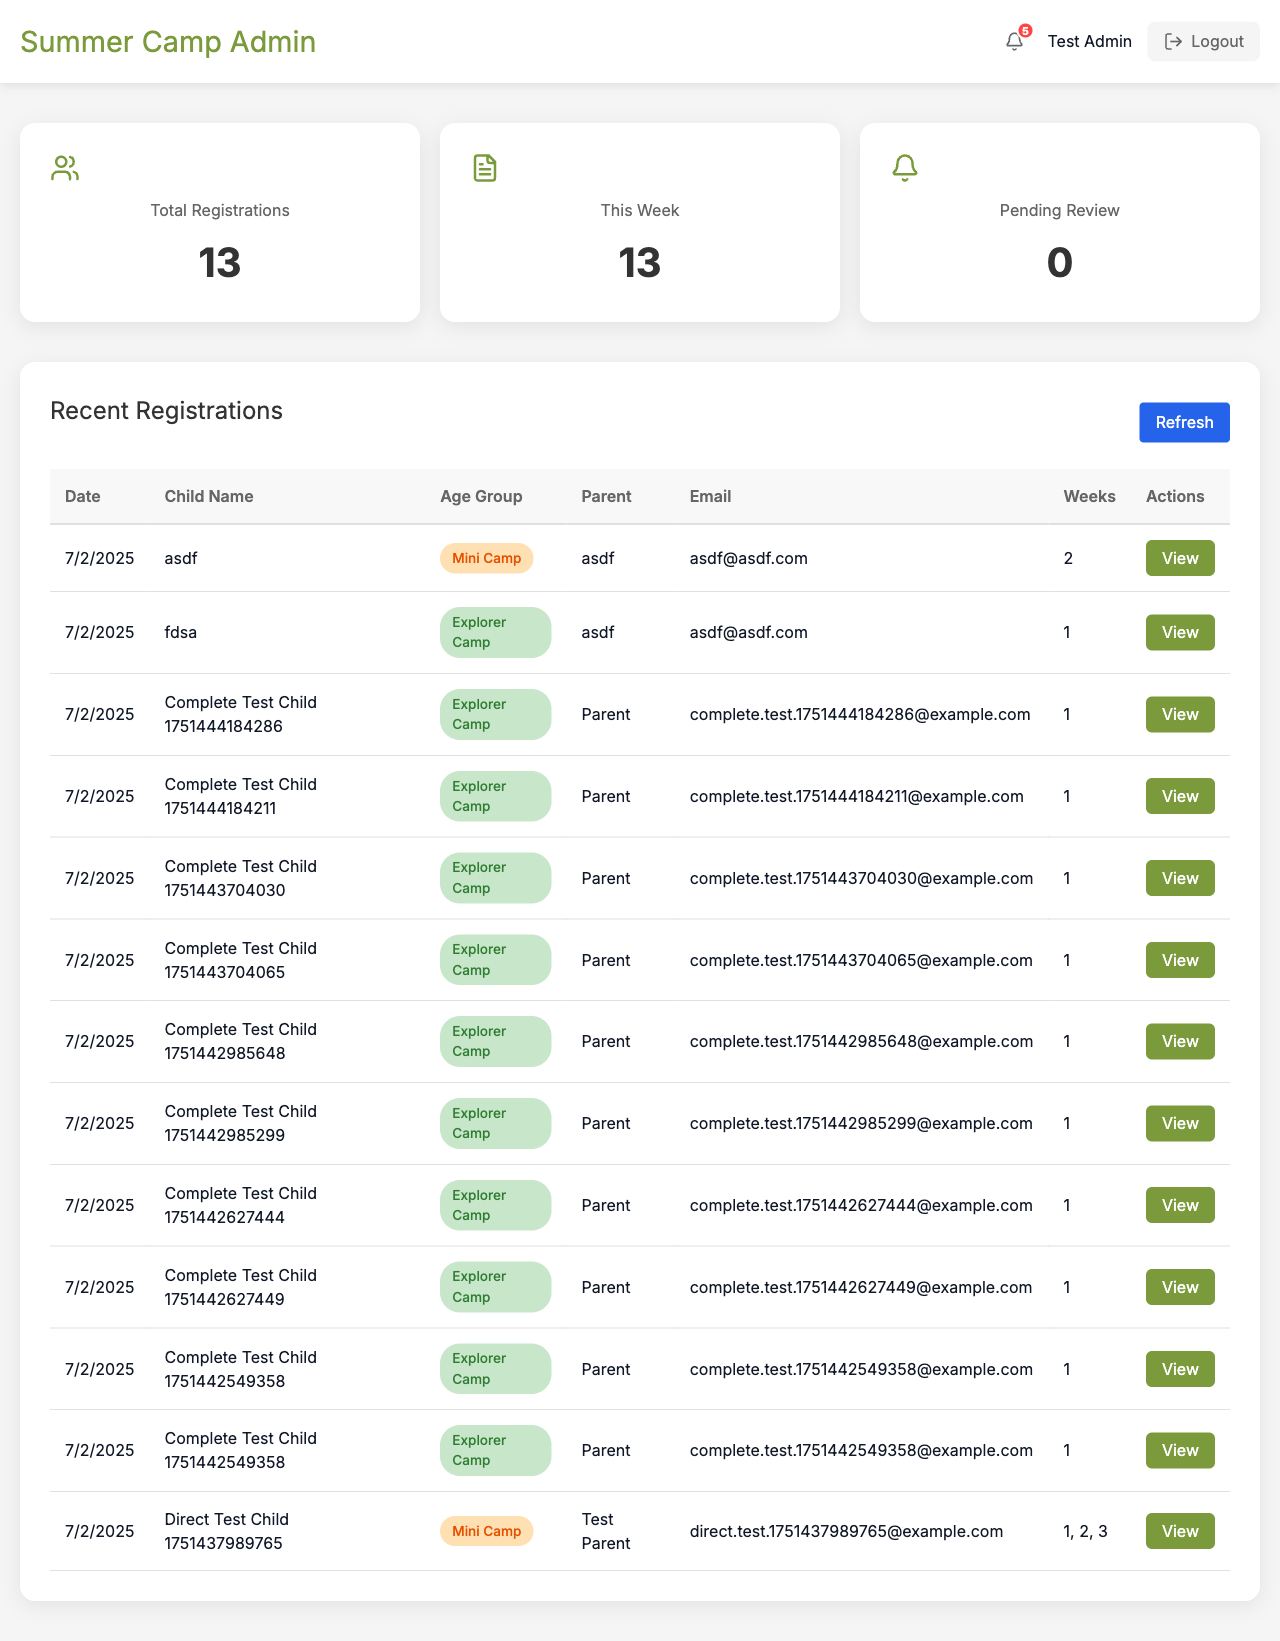 Summer Camp Admin
5
Test Admin
Logout
Total Registrations
13
This Week
13
Pending Review
0
Recent Registrations
Refresh
Date Child Name Age Group Parent Email Weeks Actions
7/2/2025 asdf Mini Camp asdf asdf@asdf.com 2 View
7/2/2025 fdsa Explorer Camp asdf asdf@asdf.com 1 View
7/2/2025 Complete Test Child 1751444184286 Explorer Camp Parent complete.test.1751444184286@example.com 1 View
7/2/2025 Complete Test Child 1751444184211 Explorer Camp Parent complete.test.1751444184211@example.com 1 View
7/2/2025 Complete Test Child 1751443704030 Explorer Camp Parent complete.test.1751443704030@example.com 1 View
7/2/2025 Complete Test Child 1751443704065 Explorer Camp Parent complete.test.1751443704065@example.com 1 View
7/2/2025 Complete Test Child 1751442985648 Explorer Camp Parent complete.test.1751442985648@example.com 1 View
7/2/2025 Complete Test Child 1751442985299 Explorer Camp Parent complete.test.1751442985299@example.com 1 View
7/2/2025 Complete Test Child 1751442627444 Explorer Camp Parent complete.test.1751442627444@example.com 1 View
7/2/2025 Complete Test Child 1751442627449 Explorer Camp Parent complete.test.1751442627449@example.com 1 View
7/2/2025 Complete Test Child 1751442549358 Explorer Camp Parent complete.test.1751442549358@example.com 1 View
7/2/2025 Complete Test Child 1751442549358 Explorer Camp Parent complete.test.1751442549358@example.com 1 View
7/2/2025 Direct Test Child 1751437989765 Mini Camp Test Parent direct.test.1751437989765@example.com 1, 2, 3 View